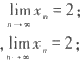 lim x_n = 2 ;
n→∞
, lim x_n = 2 ;
n→∞